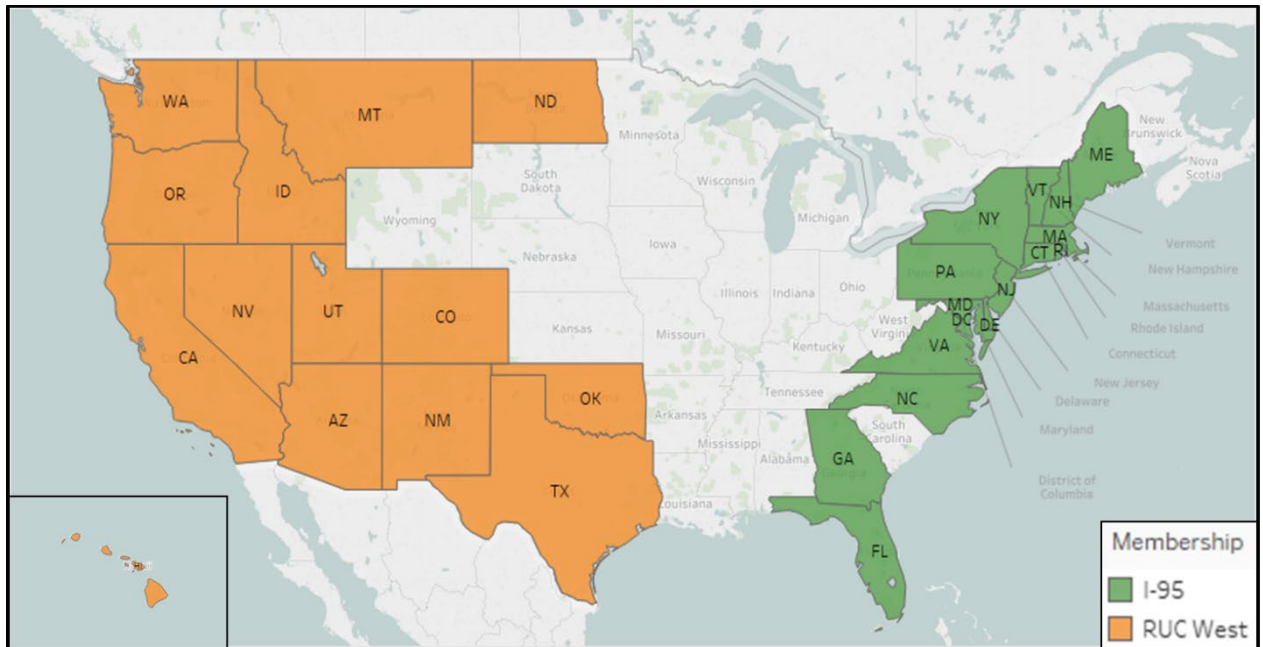 WA
MT
ND
OR
ID
NV
UT
CO
CA
AZ
NM
OK
TX
ME
VT
NH
NY
MA
CT
RI
PA
NJ
MD
DC
DE
VA
NC
GA
FL
Minnesota
South
Dakota
Wisconsin
Michigan
Wyoming
Iowa
Nebraska
Illinois
Indiana
Ohio
Kansas
Missouri
West
Virginia
Kentucky
Tennessee
Arkansas
Mississippi
Alabama
South
Carolina
Louisiana
New
Brunswick
Nova
Scotia
Vermont
New Hampshire
Massachusetts
Rhode Island
Connecticut
New Jersey
Delaware
Maryland
District of
Columbia
Membership
I-95
RUC West